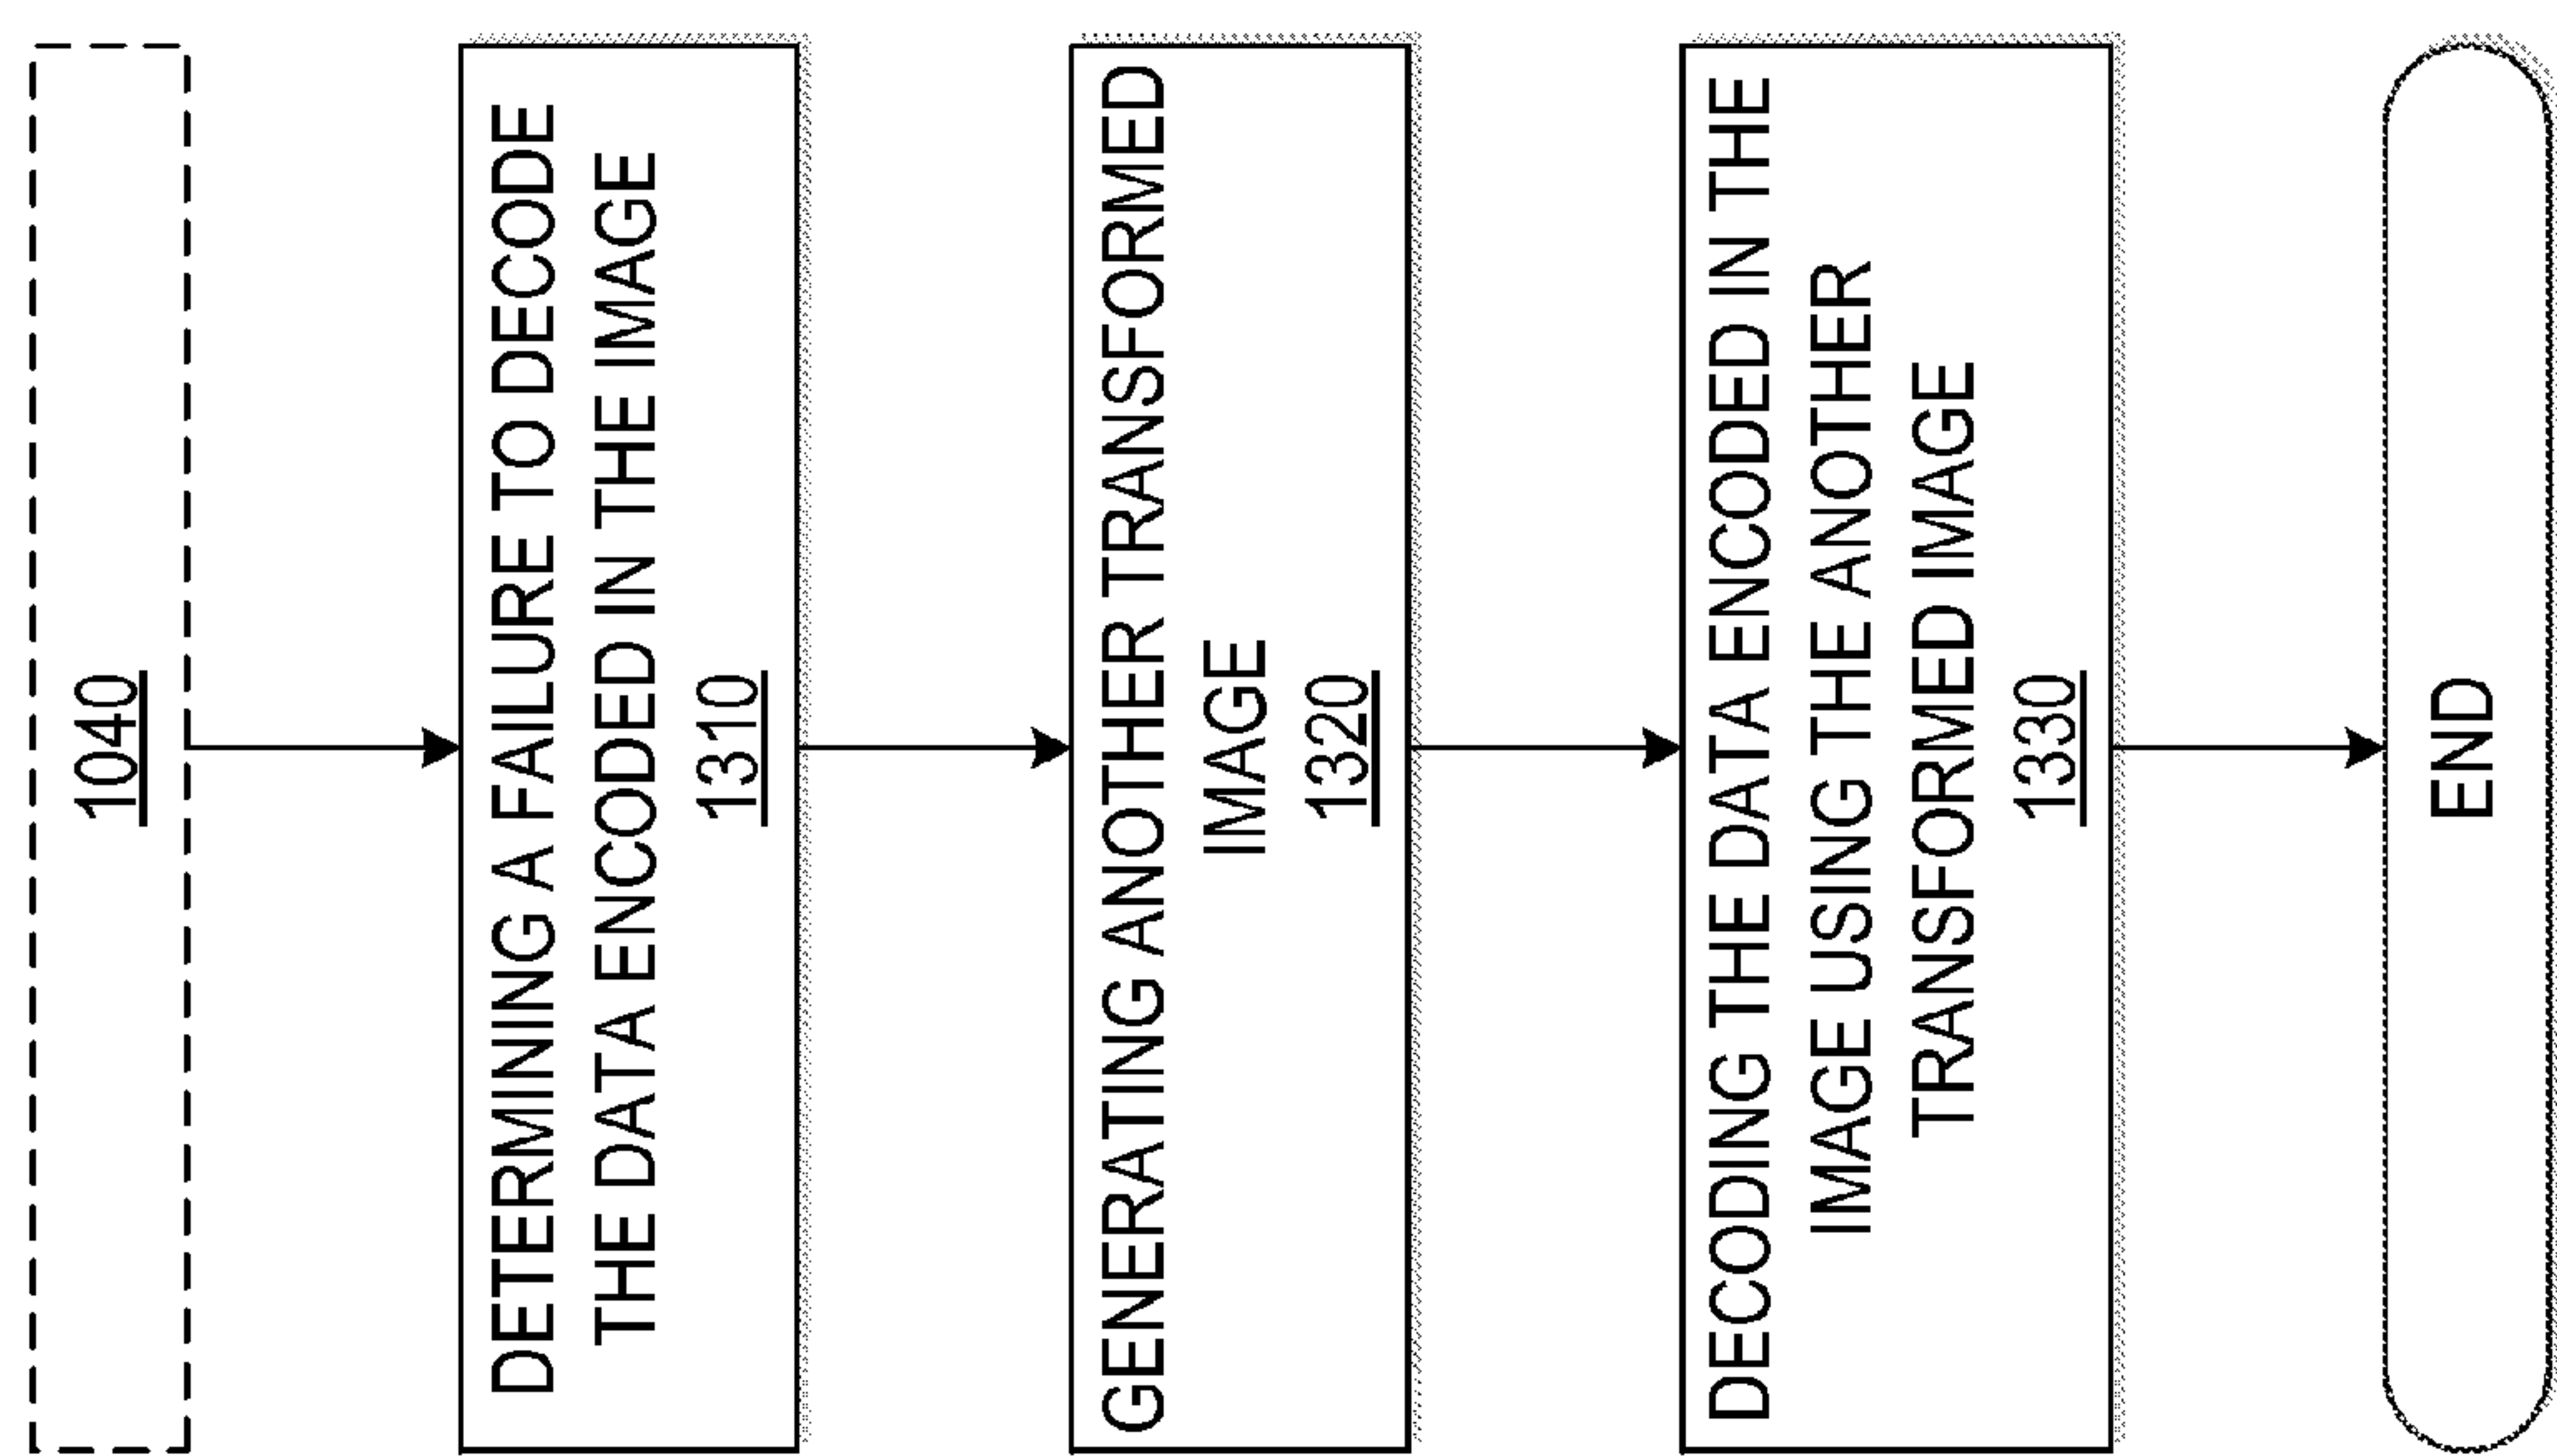 1040
DETERMINING A FAILURE TO DECODE
THE DATA ENCODED IN THE IMAGE
1310
GENERATING ANOTHER TRANSFORMED
IMAGE
1320
DECODING THE DATA ENCODED IN THE
IMAGE USING THE ANOTHER
TRANSFORMED IMAGE
1330
END